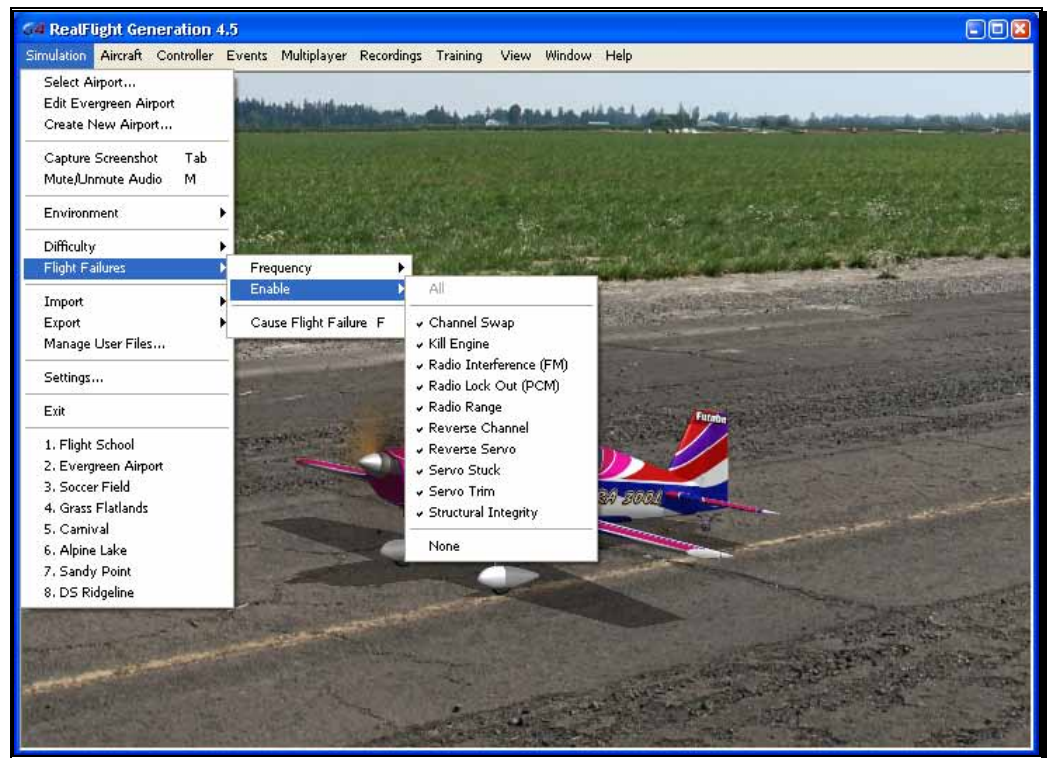 G4 RealFlight Generation 4.5
Simulation Aircraft Controller Events Multiplayer Recordings Training View Window Help
Select Airport...
Edit Evergreen Airport
Create New Airport...
Capture Screenshot Tab
Mute/Unmute Audio M
Environment
Difficulty
Flight Failures
Import
Export
Manage User Files...
Settings...
Exit
1. Flight School
2. Evergreen Airport
3. Soccer Field
4. Grass Flatlands
5. Carnival
6. Alpine Lake
7. Sandy Point
8. DS Ridgeline
Frequency
Enable
Cause Flight Failure F
All
Channel Swap
Kill Engine
Radio Interference (FM)
Radio Lock Out (PCM)
Radio Range
Reverse Channel
Reverse Servo
Servo Stuck
Servo Trim
Structural Integrity
None
Futaba
RA 300L